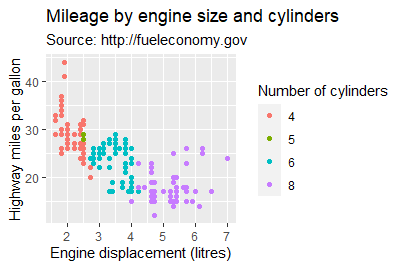 Mileage by engine size and cylinders
Source: http://fueleconomy.gov
Highway miles per gallon
40
30
20
2 3 4 5 6 7
Engine displacement (litres)
Number of cylinders
4
5
6
8